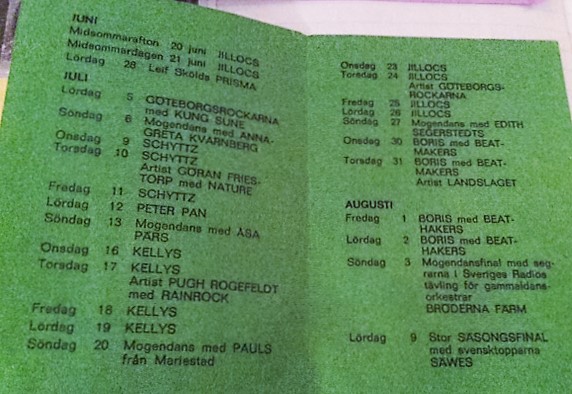 JUNI
Midsommarafton 20 juni JILLOCS
Midsommardagen 21 juni JILLOCS
Lördag 28 Leif Skölds PRISMA
JULI
Lördag 5 GÖTEBORGSROCKARNA
med KUNG SUNE
Söndag 6 Mogendans med ANNA-
GRETA KVARNBERG
Onsdag 9 SCHYTTZ
Torsdag 10 SCHYTTZ
Artist GÖRAN FRIES-
TORP med NATURE
Fredag 11 SCHYTTZ
Lördag 12 PETER PAN
Söndag 13 Mogendans med ÅSA
PÄRS
Onsdag 16 KELLYS
Torsdag 17 KELLYS
Artist PUGH ROGEFELDT
med RAINROCK
Fredag 18 KELLYS
Lördag 19 KELLYS
Söndag 20 Mogendans med PAULS
från Mariestad
Onsdag 23 JILLOCS
Torsdag 24 JILLOCS
Artist GÖTEBORGS-
ROCKARNA
Fredag 25 JILLOCS
Lördag 26 JILLOCS
Söndag 27 Mogendans med EDITH
SEGERSTEDTS
Onsdag 30 BORIS med BEAT-
MAKERS
Torsdag 31 BORIS med BEAT-
MAKERS
Artist LANDSLAGET
AUGUSTI
Fredag 1 BORIS med BEAT-
HAKERS
Lördag 2 BORIS med BEAT-
HAKERS
Söndag 3 Mogendansfinal med seg-
rarna i Sveriges Radios
tävling för gammaldans-
orkestrar
BRÖDERNA FÄRM
Lördag 9 Stor SÄSONGSFINAL
med svensktopparna
SÄWES